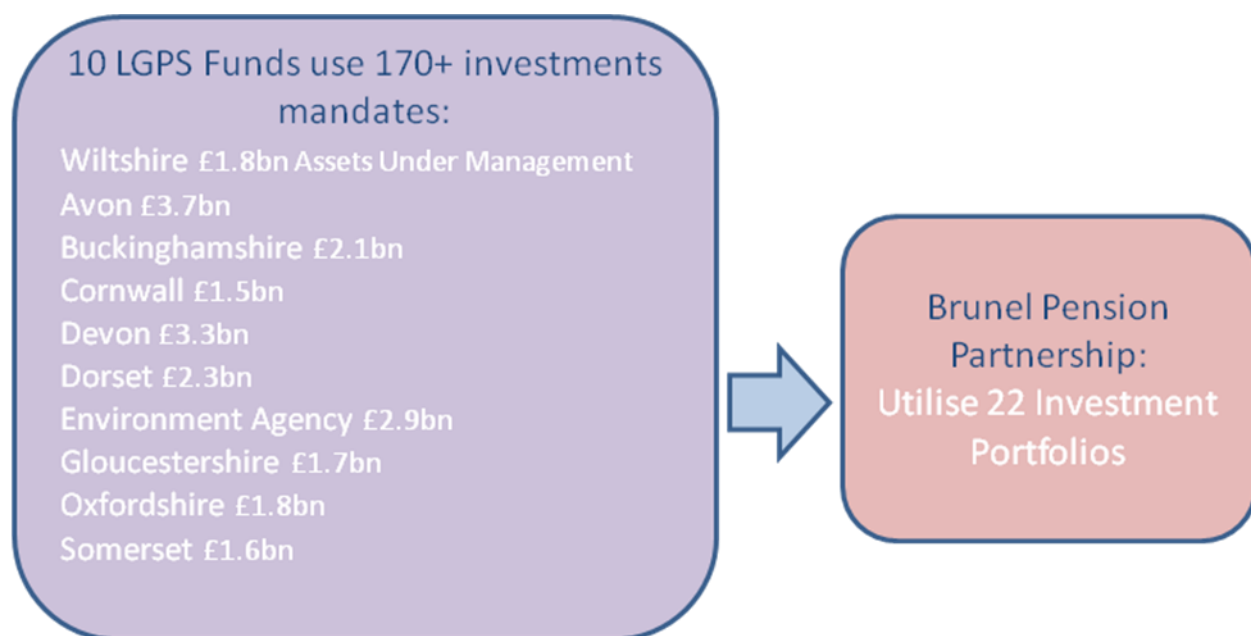 10 LGPS Funds use 170+ investments
mandates:
Wiltshire £1.8bn Assets Under Management
Avon £3.7bn
Buckinghamshire £2.1bn
Cornwall £1.5bn
Devon £3.3bn
Dorset £2.3bn
Environment Agency £2.9bn
Gloucestershire £1.7bn
Oxfordshire £1.8bn
Somerset £1.6bn
Brunel Pension
Partnership:
Utilise 22 Investment
Portfolios